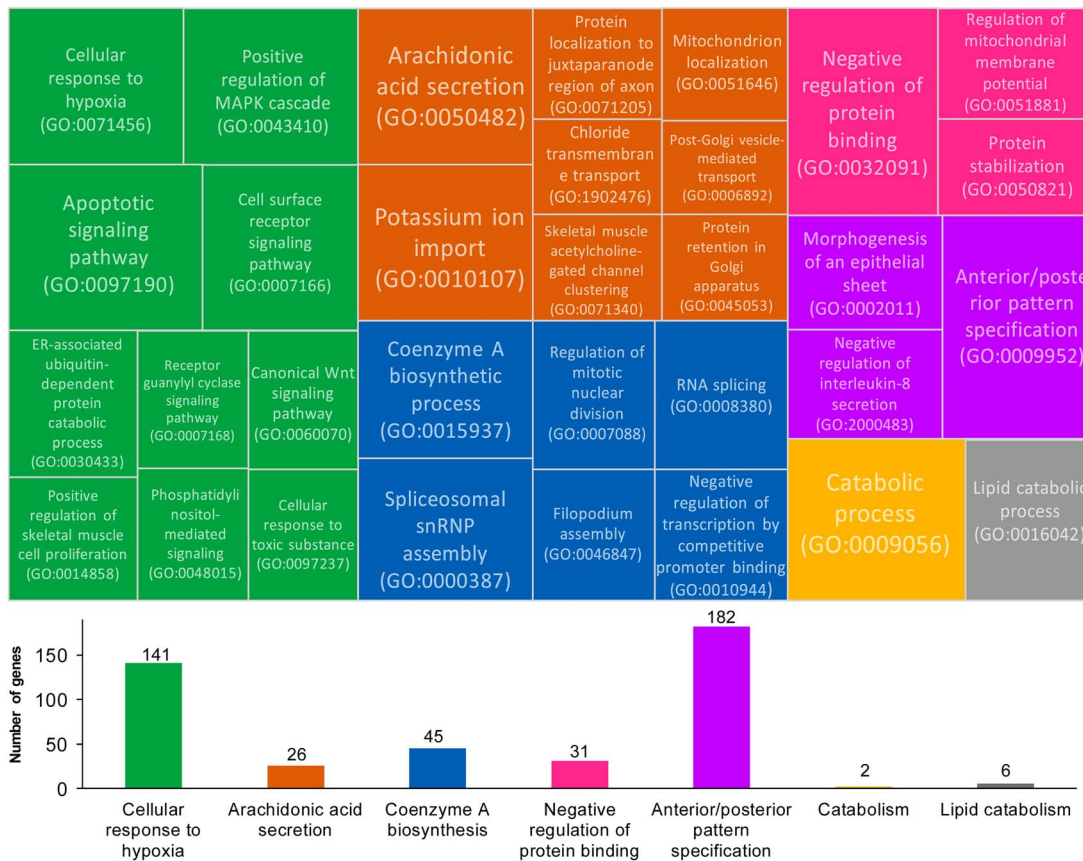 Cellular
response to
hypoxia
(GO:0071456)
Positive
regulation of
MAPK cascade
(GO:0043410)
Apoptotic
signaling
pathway
(GO:0097190)
Cell surface
receptor
signaling
pathway
(GO:0007166)
ER-associated
ubiquitin-
dependent
protein
catabolic
process
(GO:0030433)
Receptor
guanylyl cyclase
signaling
pathway
(GO:0007168)
Canonical Wnt
signaling
pathway
(GO:0060070)
Positive
regulation of
skeletal muscle
cell proliferation
(GO:0014858)
Phosphatidyli
nositol-
mediated
signaling
(GO:0048015)
Cellular
response to
toxic substance
(GO:0097237)
Arachidonic
acid secretion
(GO:0050482)
Potassium ion
import
(GO:0010107)
Protein
localization to
juxtaparanode
region of axon
(GO:0071205)
Mitochondrion
localization
(GO:0051646)
Chloride
transmembran
e transport
(GO:1902476)
Post-Golgi vesicle-
mediated
transport
(GO:0006892)
Skeletal muscle
acetylcholine-
gated channel
clustering
(GO:0071340)
Protein
retention in
Golgi
apparatus
(GO:0045053)
Coenzyme A
biosynthetic
process
(GO:0015937)
Spliceosomal
snRNP
assembly
(GO:0000387)
Regulation of
mitotic
nuclear
division
(GO:0007088)
RNA splicing
(GO:0008380)
Filopodium
assembly
(GO:0046847)
Negative
regulation of
transcription by
competitive
promoter binding
(GO:0010944)
Negative
regulation of
protein
binding
(GO:0032091)
Regulation of
mitochondrial
membrane
potential
(GO:0051881)
Protein
stabilization
(GO:0050821)
Morphogenesis
of an epithelial
sheet
(GO:0002011)
Anterior/poste
rior pattern
specification
(GO:0009952)
Negative
regulation of
interleukin-8
secretion
(GO:2000483)
Catabolic
process
(GO:0009056)
Lipid catabolic
process
(GO:0016042)
Number of genes
150
100
50
0
141
26
45
31
182
2
6
Cellular
response to
hypoxia
Arachidonic acid
secretion
Coenzyme A
biosynthesis
Negative
regulation of
protein binding
Anterior/posterior
pattern
specification
Catabolism
Lipid catabolism